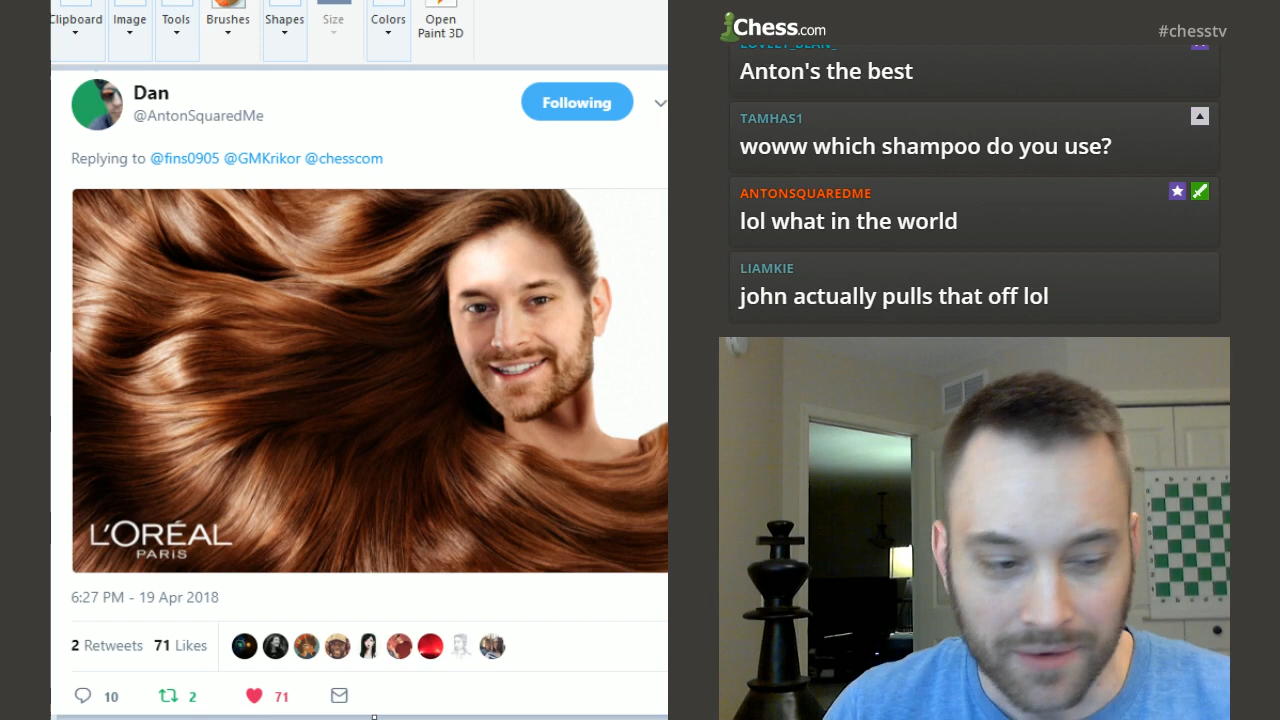 Clipboard
Image
Tools
Brushes
Shapes
Size
Colors
Open
Paint 3D
Dan
@AntonSquaredMe
Following
Replying to @fins0905 @GMKrikor @chesscom
L'ORÉAL
PARIS
6:27 PM - 19 Apr 2018
2 Retweets 71 Likes
10 2 71
Chess.com
#chesstv
Anton's the best
TAMHAS1
woww which shampoo do you use?
ANTONSQUAREDME
lol what in the world
LIAMKIE
john actually pulls that off lol